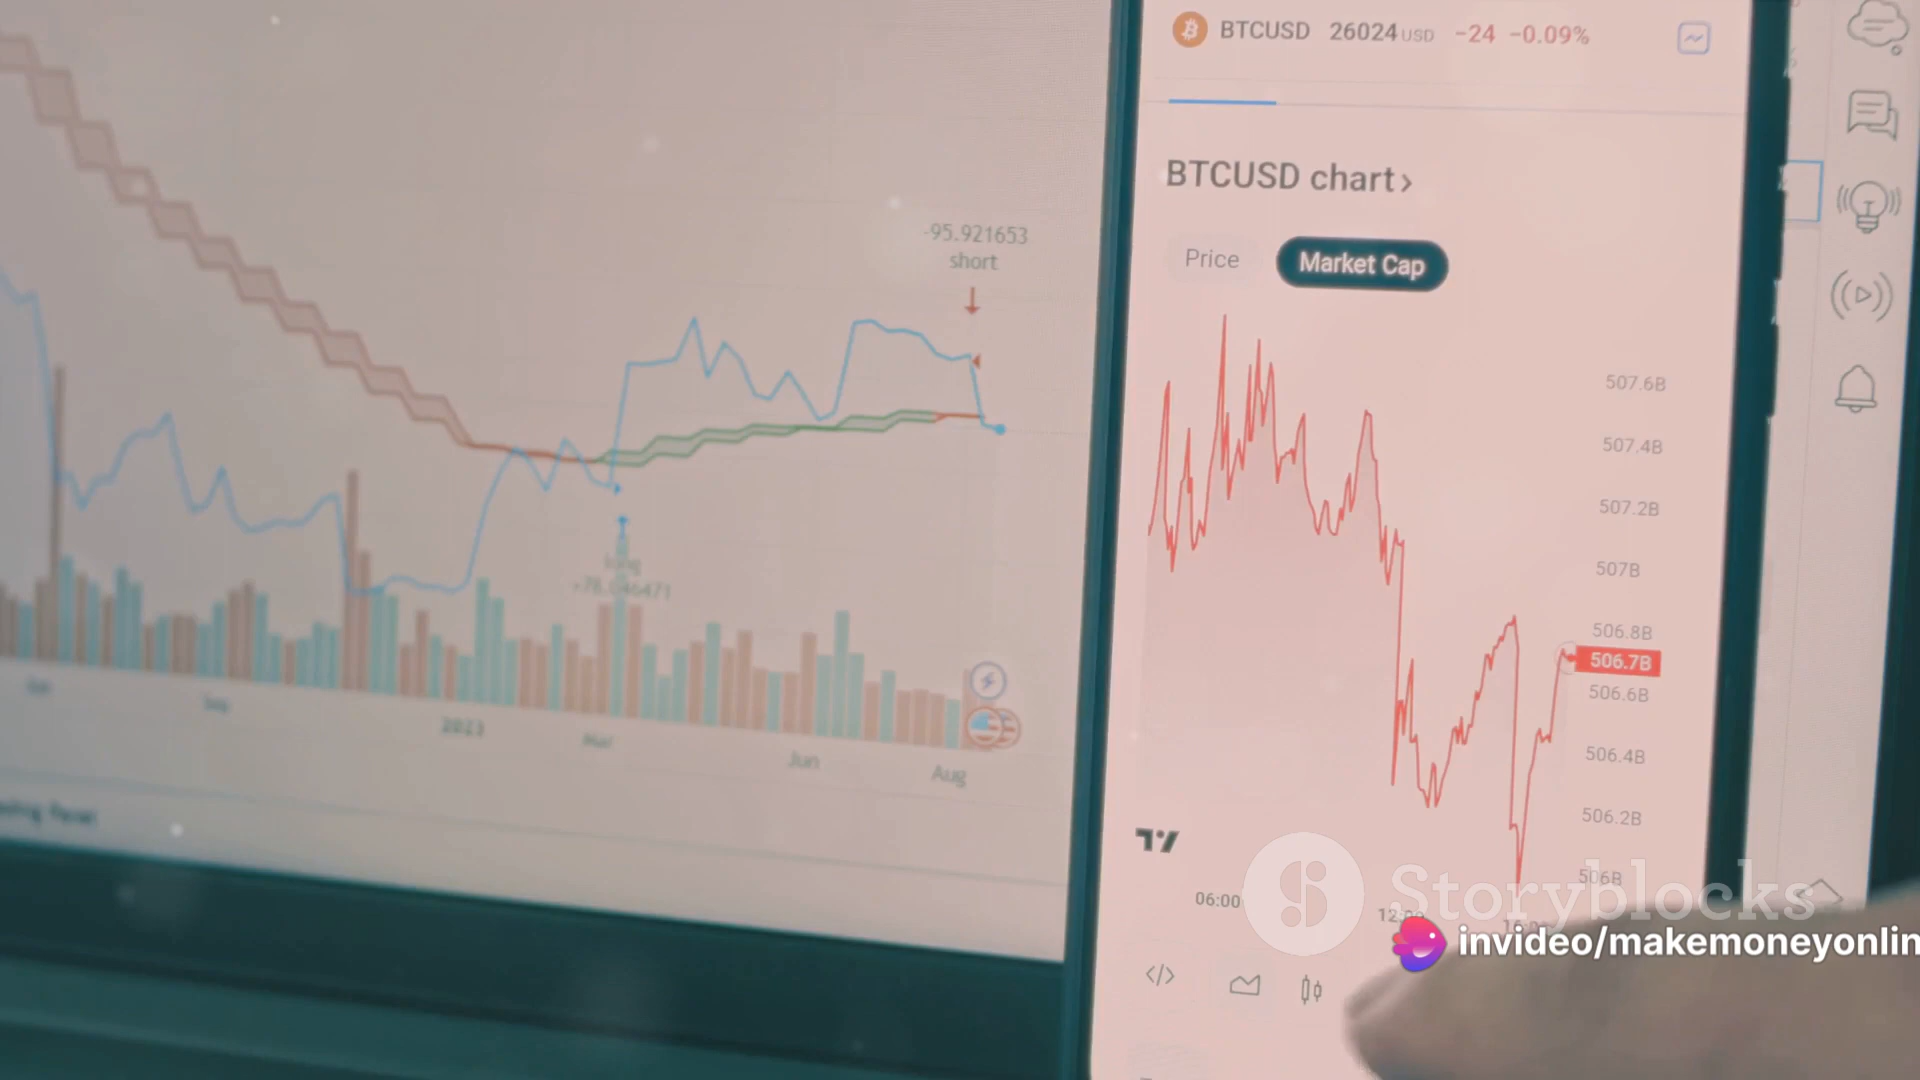 BTCUSD 26024 USD −24 −0.09%
BTCUSD chart ›
Price Market Cap
-95.921653
short
507.6B
507.4B
507.2B
507B
506.8B
506.7B
506.6B
506.4B
506.2B
506B
long
2023
Mar
Jun
Aug
Sep
06:00
Storyblocks
invideo/makemoneyonlin